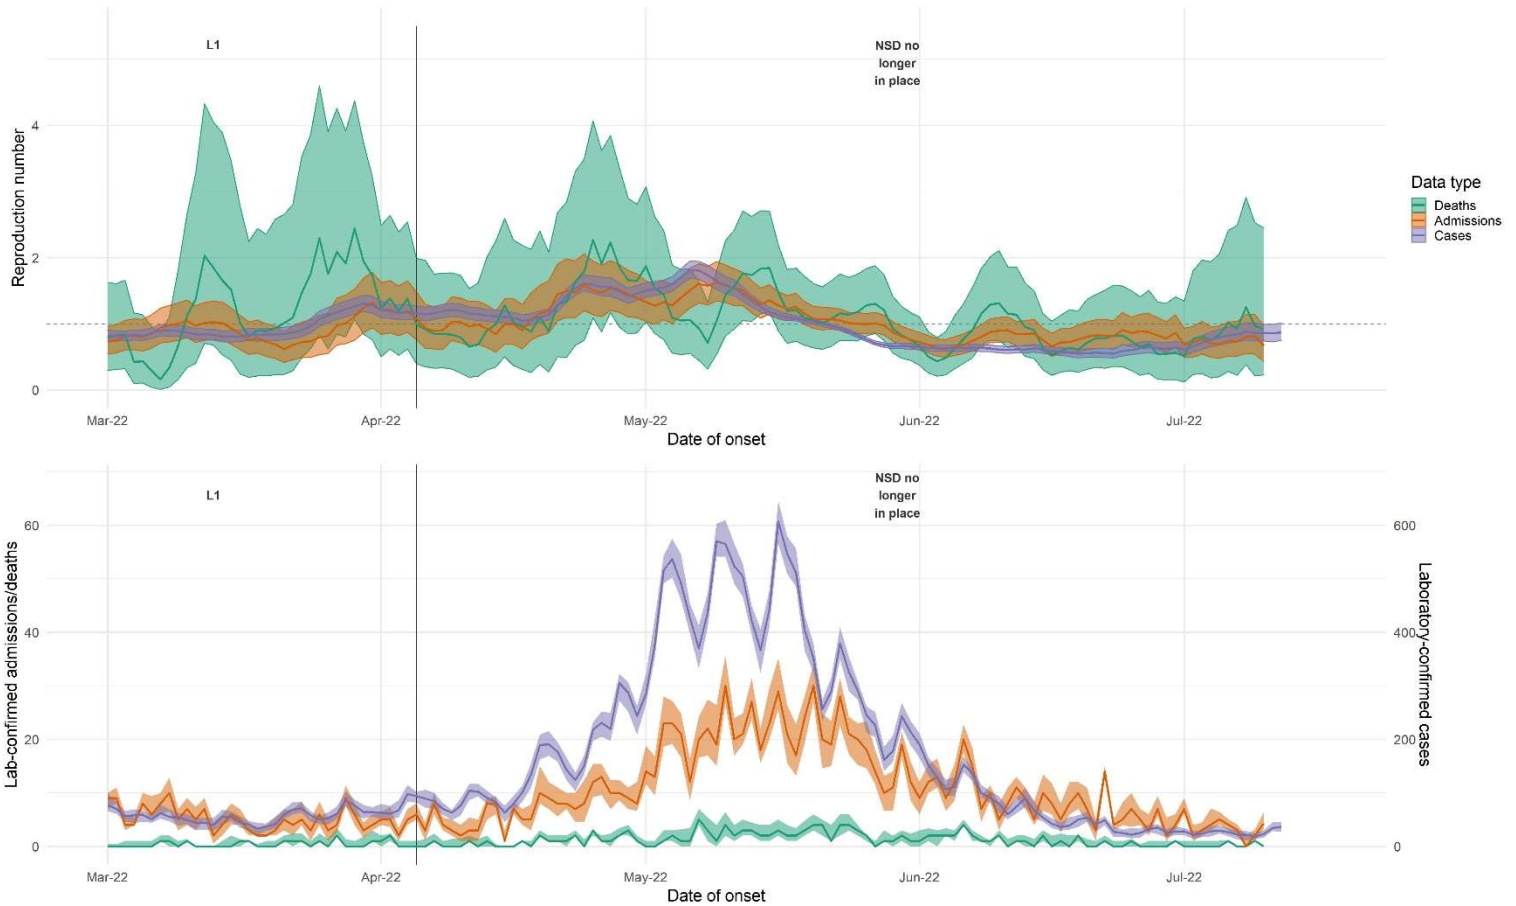 L1
NSD no
longer
in place
4
2
0
Reproduction number
Mar-22
Apr-22
May-22
Jun-22
Jul-22
Date of onset
Data type
Deaths
Admissions
Cases
L1
NSD no
longer
in place
60
40
20
0
Lab-confirmed admissions/deaths
600
400
200
0
Laboratory-confirmed cases
Mar-22
Apr-22
May-22
Jun-22
Jul-22
Date of onset